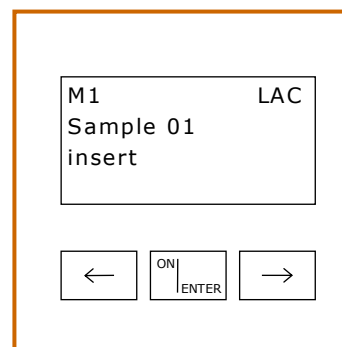 M1 LAC
Sample 01
insert
← ON ENTER →